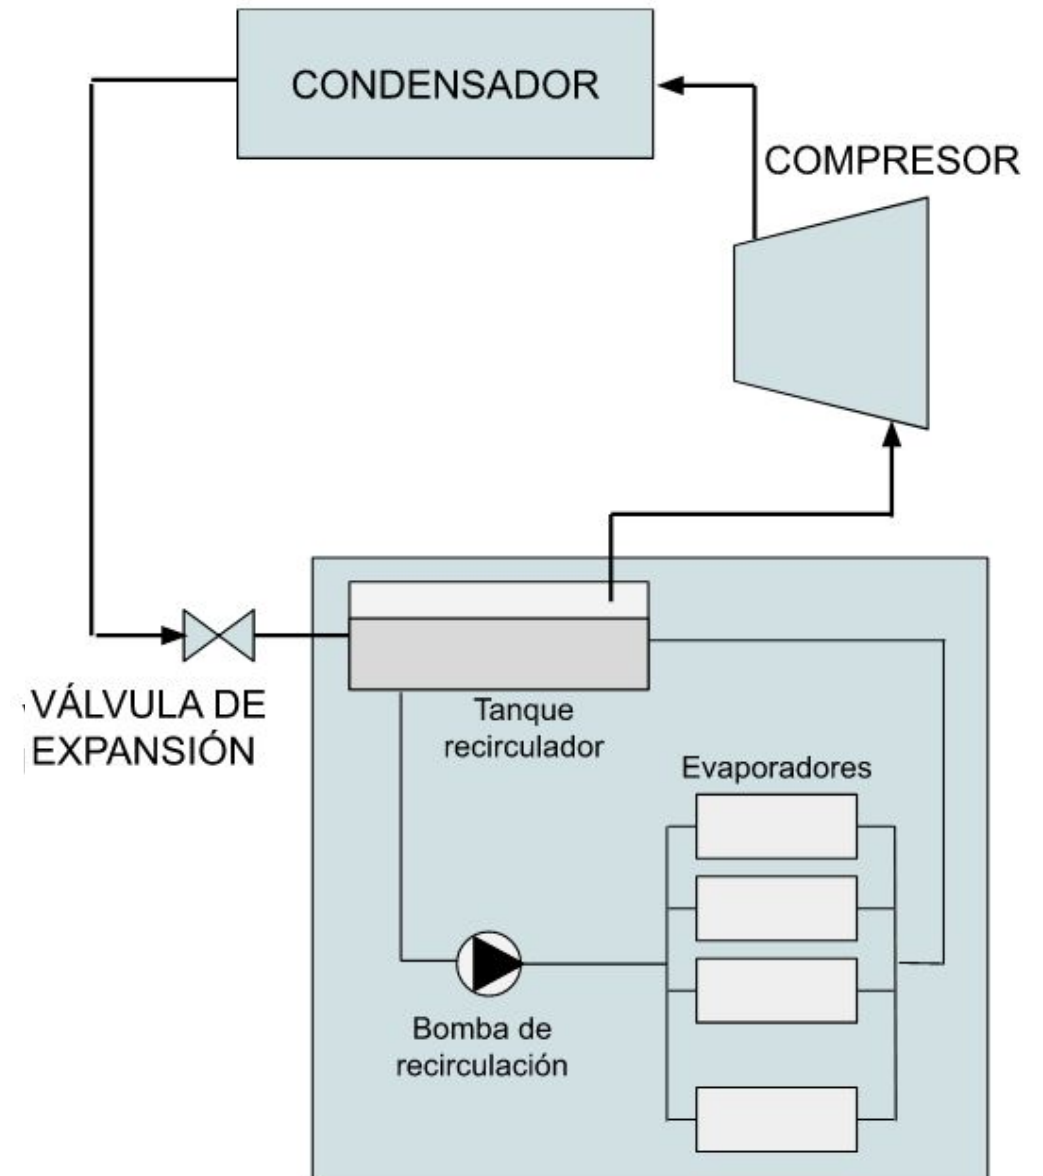 CONDENSADOR
COMPRESOR
VÁLVULA DE
EXPANSIÓN
Tanque
recirculador
Evaporadores
Bomba de
recirculación